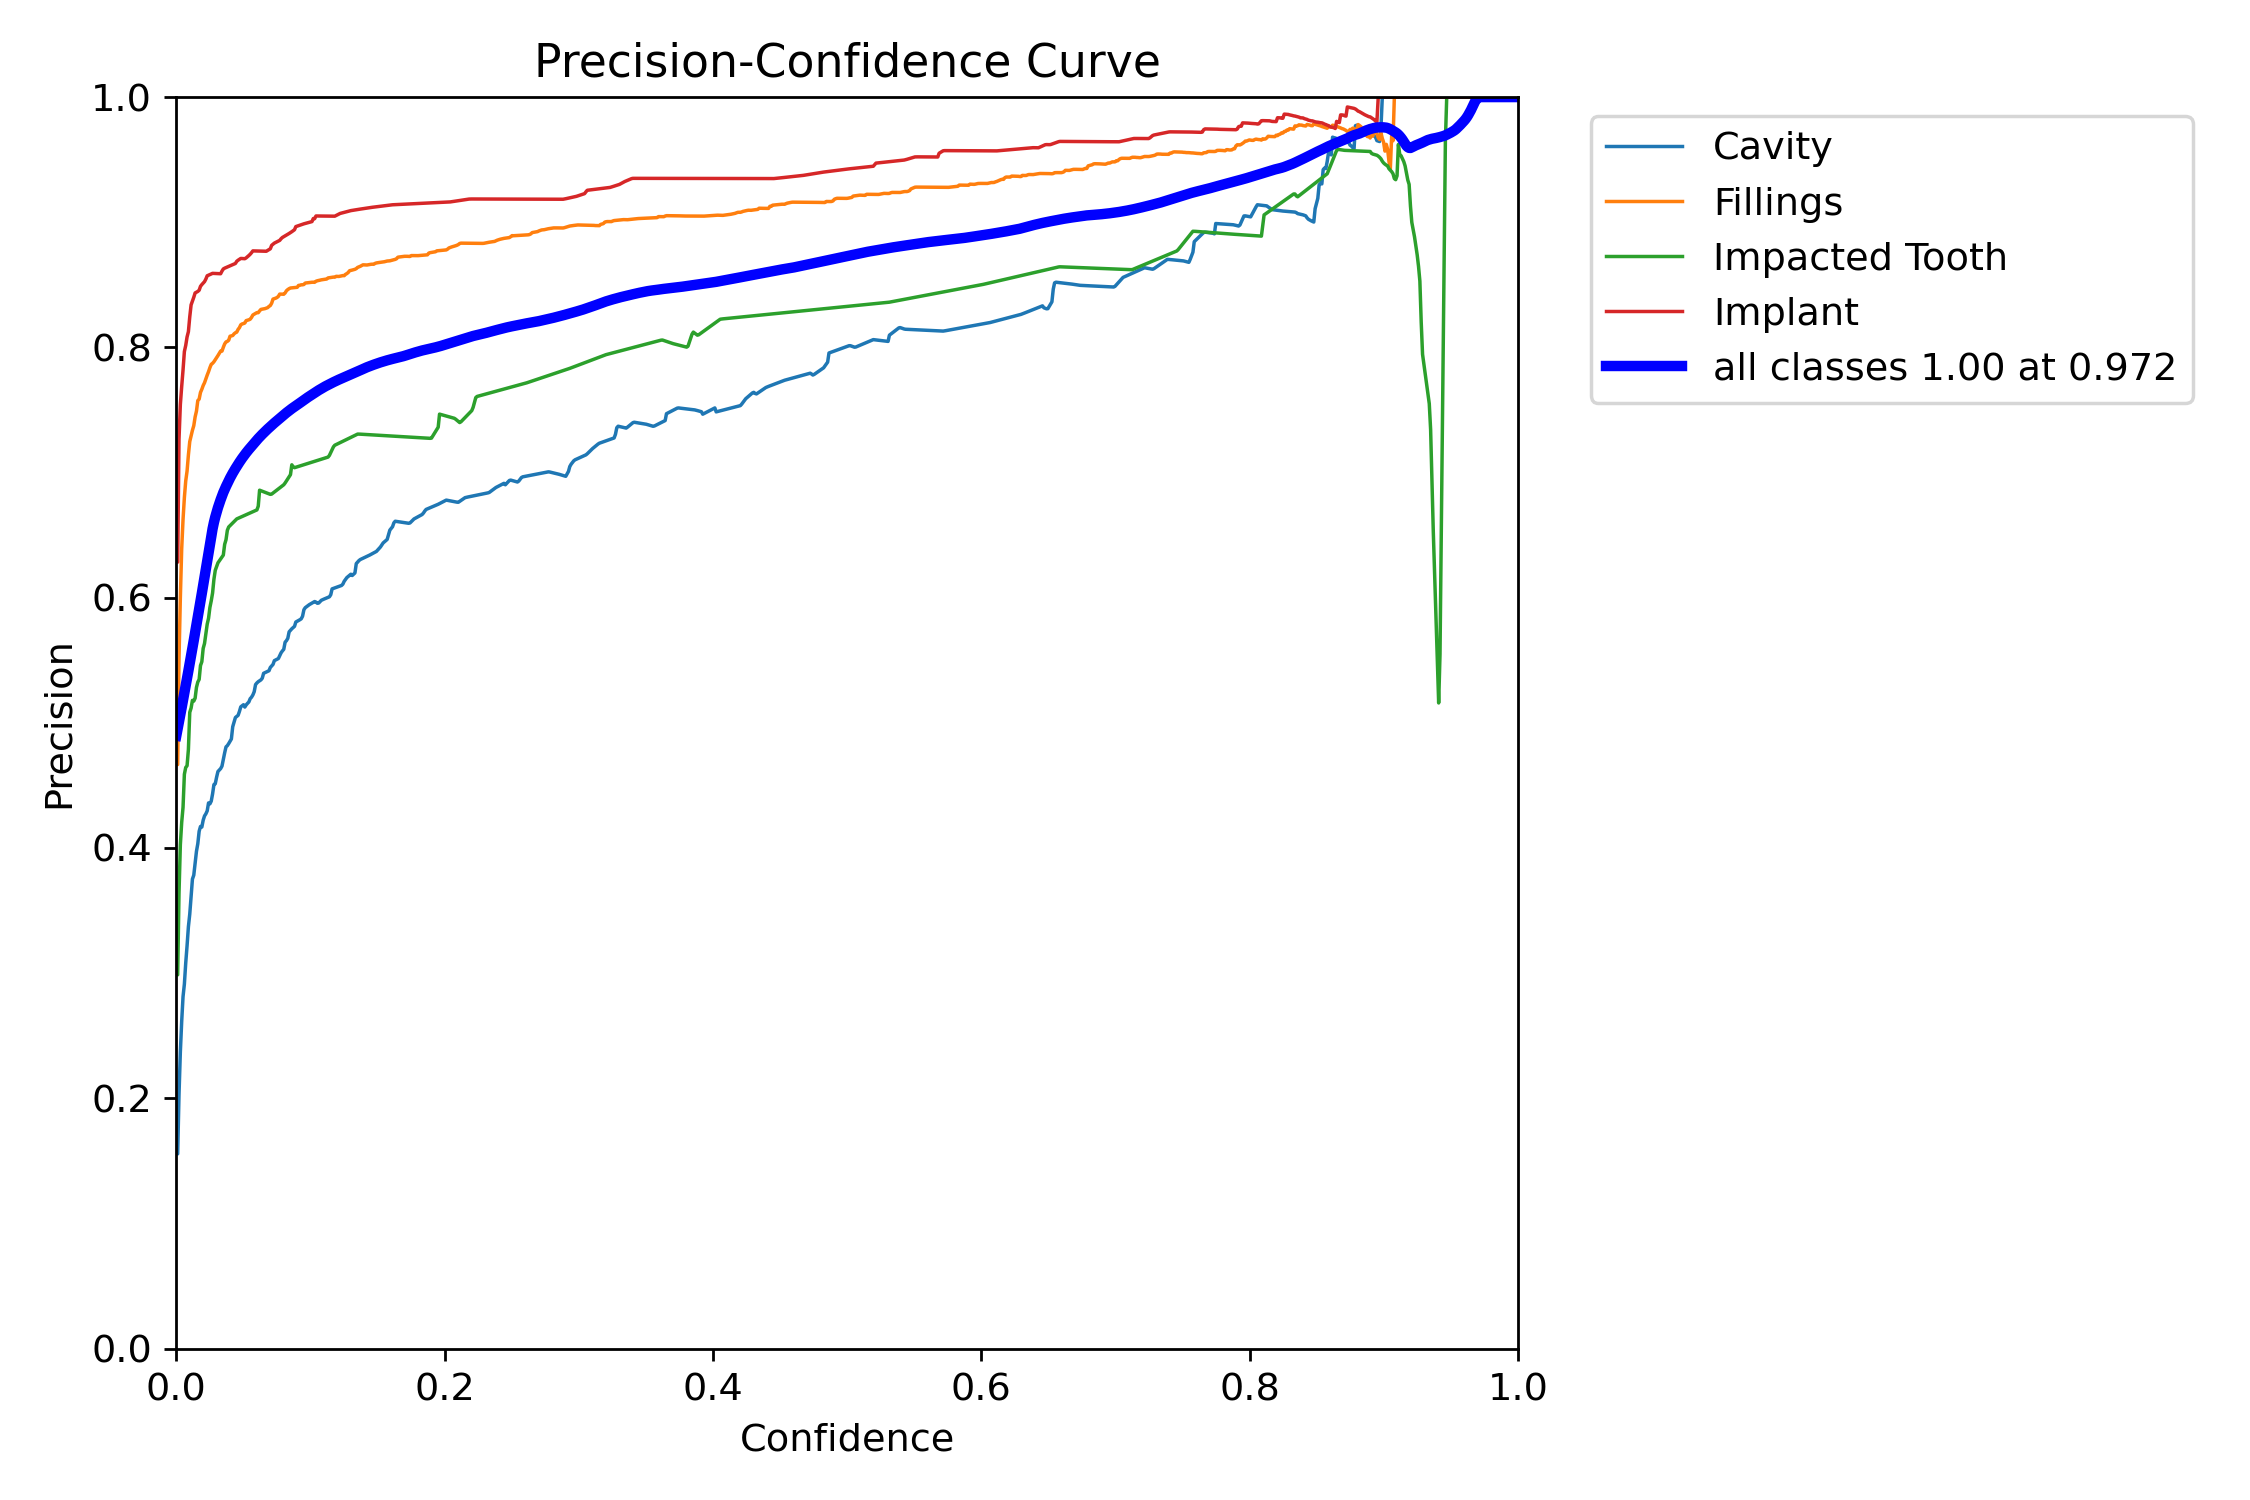 Precision-Confidence Curve
1.0
0.8
0.6
0.4
0.2
0.0
Precision
0.0 0.2 0.4 0.6 0.8 1.0
Confidence
Cavity
Fillings
Impacted Tooth
Implant
all classes 1.00 at 0.972